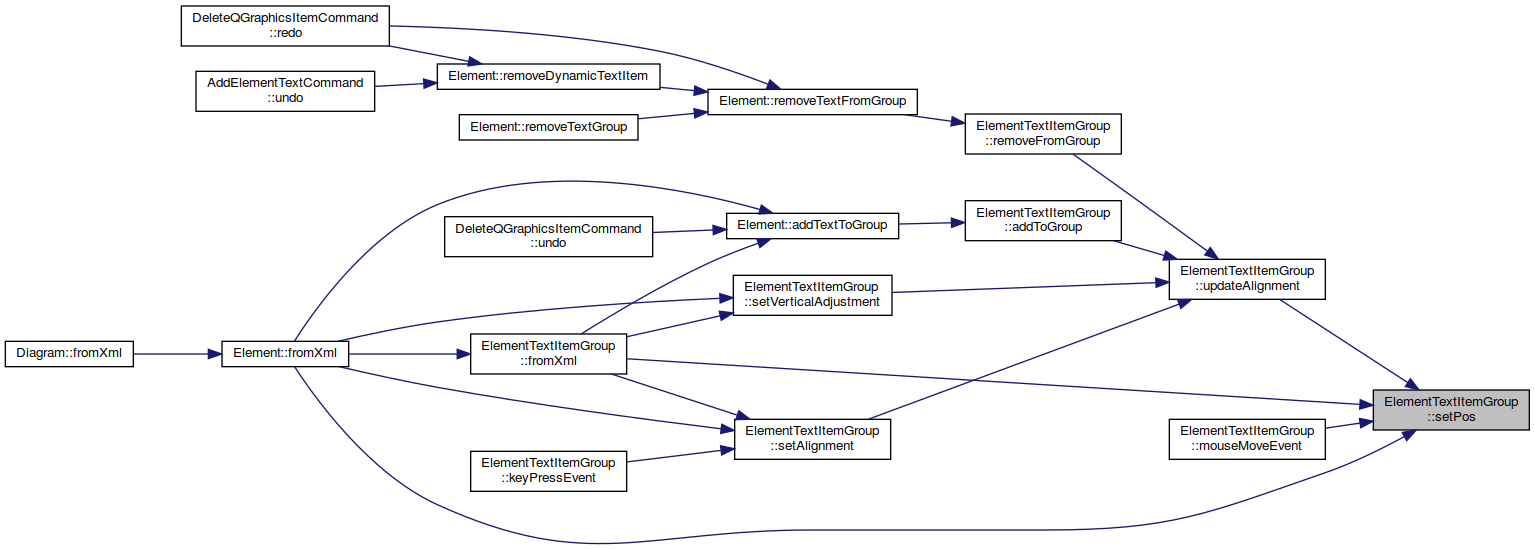 DeleteQGraphicsItemCommand
::redo
Element::removeDynamicTextItem
AddElementTextCommand
::undo
Element::removeTextFromGroup
Element::removeTextGroup
ElementTextItemGroup
::removeFromGroup
ElementTextItemGroup
::addToGroup
Element::addTextToGroup
DeleteQGraphicsItemCommand
::undo
ElementTextItemGroup
::updateAlignment
ElementTextItemGroup
::setVerticalAdjustment
Diagram::fromXml
Element::fromXml
ElementTextItemGroup
::fromXml
ElementTextItemGroup
::setPos
ElementTextItemGroup
::setAlignment
ElementTextItemGroup
::mouseMoveEvent
ElementTextItemGroup
::keyPressEvent